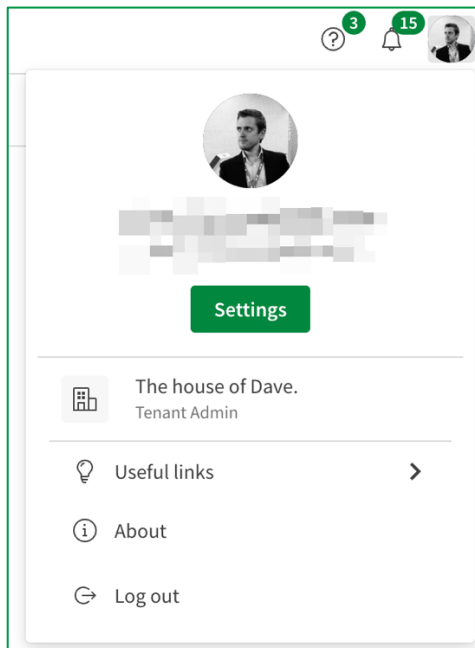 3
15
Settings
The house of Dave.
Tenant Admin
Useful links
About
Log out